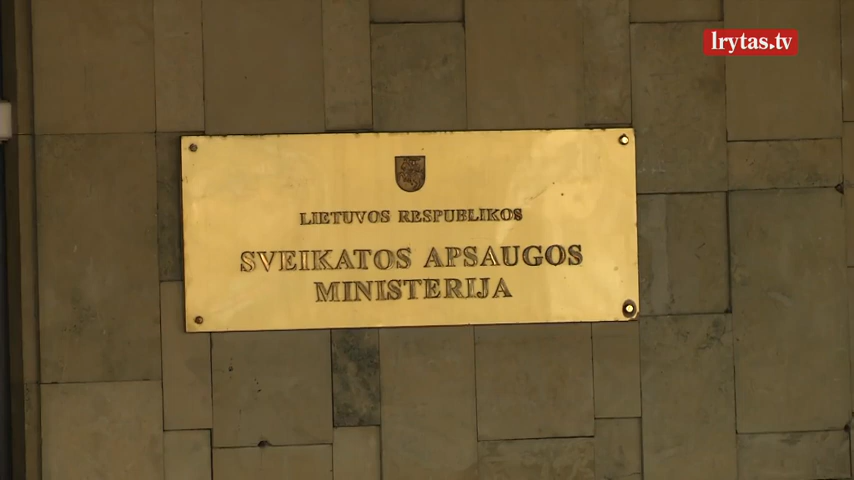 lrytas.tv
LIETUVOS RESPUBLIKOS
SVEIKATOS APSAUGOS
MINISTERIJA